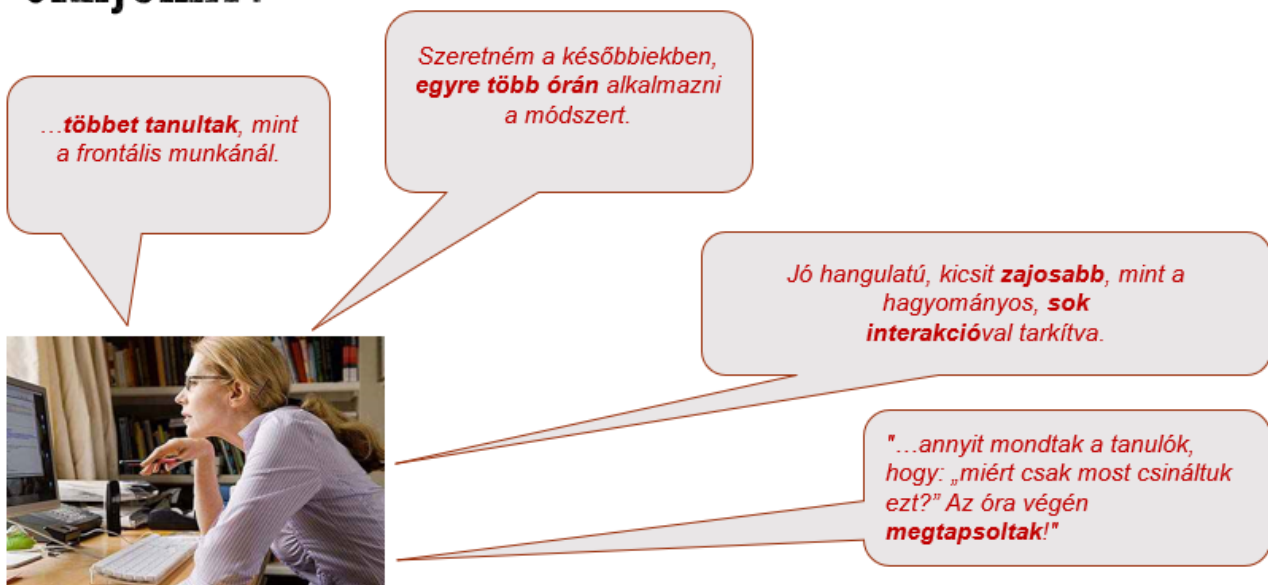 …többet tanultak, mint
a frontális munkánál.
Szeretném a későbbiekben,
egyre több órán alkalmazni
a módszert.
Jó hangulatú, kicsit zajosabb, mint a
hagyományos, sok
interakcióval tarkítva.
"…annyit mondtak a tanulók,
hogy: „miért csak most csináltuk
ezt?” Az óra végén
megtapsoltak!"